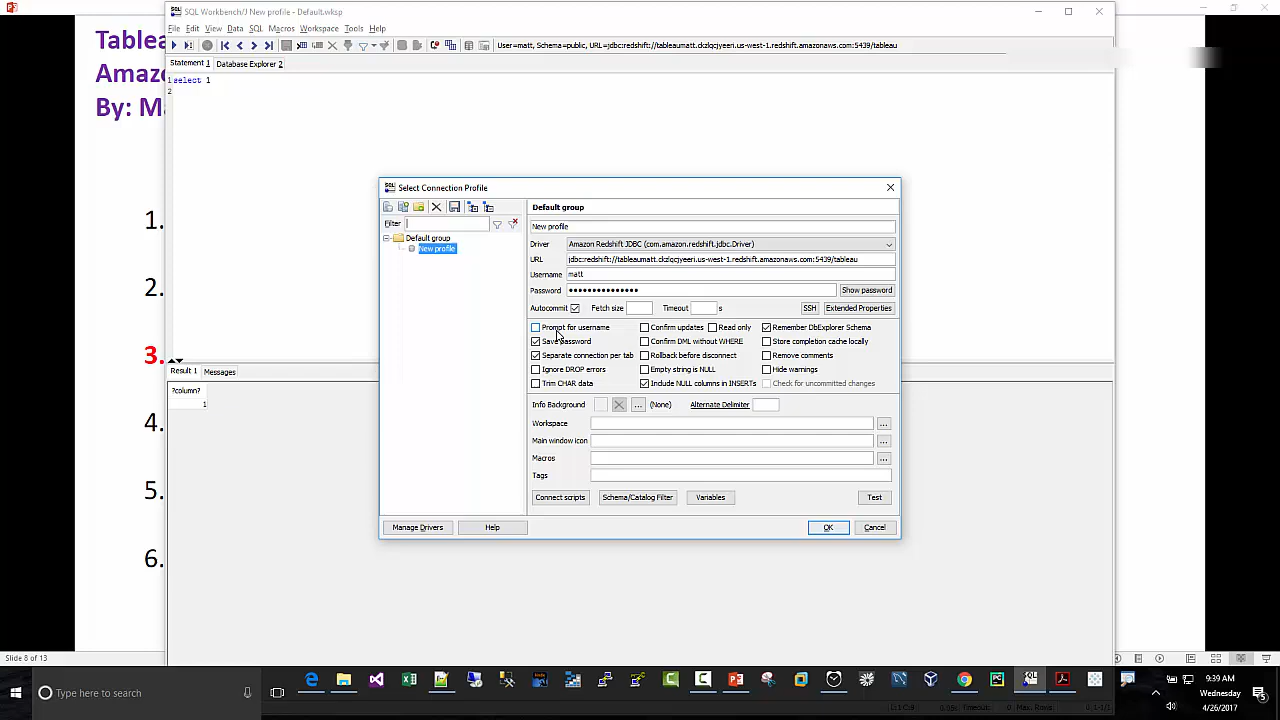 SQL Workbench/J New profile - Default.wksp
File Edit View Data SQL Macros Workspace Tools Help
User=matt, Schema=public, URL=jdbc:redshift://tableaumatt.ckzlqcjyeeri.us-west-1.redshift.amazonaws.com:5439/tableau
Statement 1 Database Explorer 2
1 select 1
2
Tablea
Amazo
By: Ma
1.
2.
3.
4.
5.
6.
Select Connection Profile
Filter
Default group
New profile
Default group
New profile
Driver Amazon Redshift JDBC (com.amazon.redshift.jdbc.Driver)
URL jdbc:redshift://tableaumatt.ckzlqcjyeeri.us-west-1.redshift.amazonaws.com:5439/tableau
Username matt
Password ••••••••••••••• Show password
Autocommit Fetch size Timeout s SSH Extended Properties
Prompt for username Confirm updates Read only Remember DbExplorer Schema
Save password Confirm DML without WHERE Store completion cache locally
Separate connection per tab Rollback before disconnect Remove comments
Ignore DROP errors Empty string is NULL Hide warnings
Trim CHAR data Include NULL columns in INSERTs Check for uncommitted changes
Info Background ... (None) Alternate Delimiter
Workspace ...
Main window icon ...
Macros ...
Tags
Connect scripts Schema/Catalog Filter Variables Test
Manage Drivers Help OK Cancel
Result 1 Messages
?column?
1
Slide 8 of 13
Type here to search
9:39 AM
Wednesday
4/26/2017